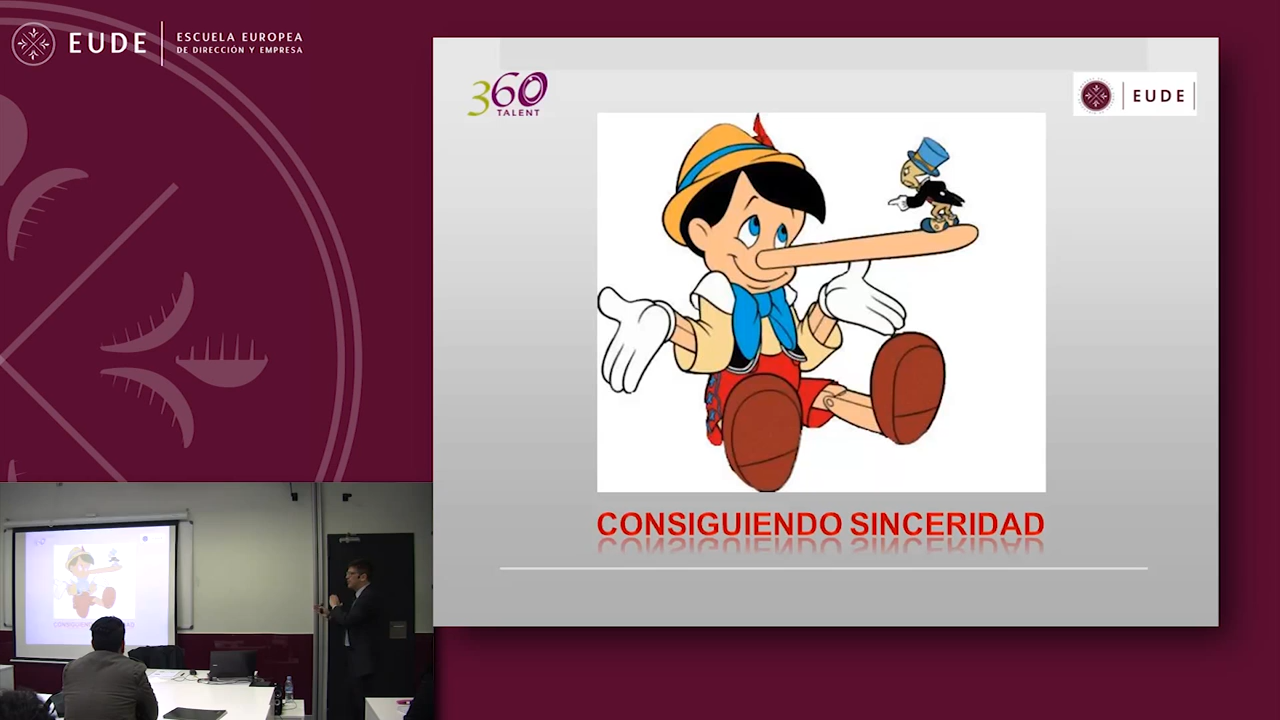 EUDE
ESCUELA EUROPEA
DE DIRECCIÓN Y EMPRESA
360
TALENT
EUDE
CONSIGUIENDO SINCERIDAD